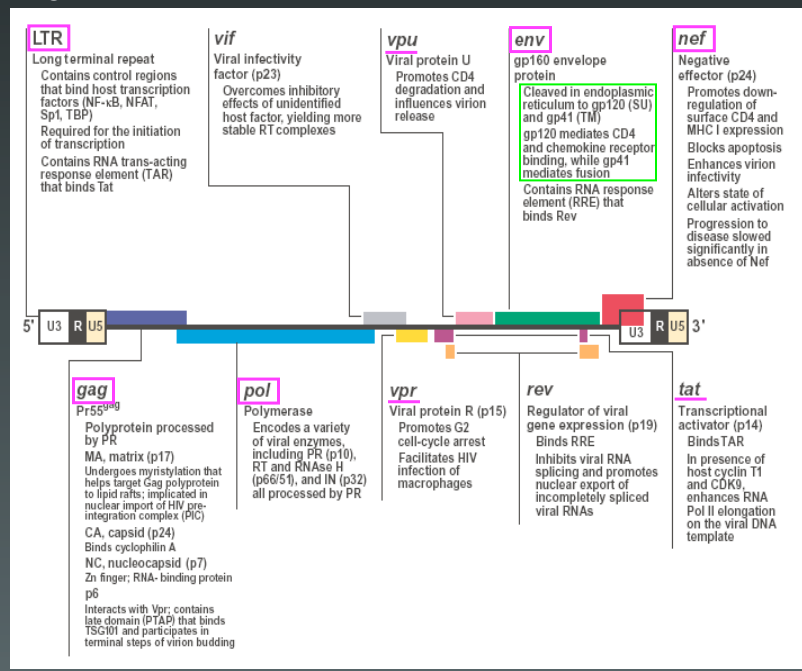 LTR
Long terminal repeat
Contains control regions
that bind host transcription
factors (NF-κB, NFAT,
Sp1, TBP)
Required for the initiation
of transcription
Contains RNA trans-acting
response element (TAR)
that binds Tat
vif
Viral infectivity
factor (p23)
Overcomes inhibitory
effects of unidentified
host factor, yielding more
stable RT complexes
vpu
Viral protein U
Promotes CD4
degradation and
influences virion
release
env
gp160 envelope
protein
Cleaved in endoplasmic
reticulum to gp120 (SU)
and gp41 (TM)
gp120 mediates CD4
and chemokine receptor
binding, while gp41
mediates fusion
Contains RNA response
element (RRE) that
binds Rev
nef
Negative
effector (p24)
Promotes down-
regulation of
surface CD4 and
MHC I expression
Blocks apoptosis
Enhances virion
infectivity
Alters state of
cellular activation
Progression to
disease slowed
significantly in
absence of Nef
5' U3 R U5 U3 R U5 3'
gag
Pr55gag
Polyprotein processed
by PR
MA, matrix (p17)
Undergoes myristylation that
helps target Gag polyprotein
to lipid rafts; implicated in
nuclear import of HIV pre-
integration complex (PIC)
CA, capsid (p24)
Binds cyclophilin A
NC, nucleocapsid (p7)
Zn finger; RNA- binding protein
p6
Interacts with Vpr; contains
late domain (PTAP) that binds
TSG101 and participates in
terminal steps of virion budding
pol
Polymerase
Encodes a variety
of viral enzymes,
including PR (p10),
RT and RNAse H
(p66/51), and IN (p32)
all processed by PR
vpr
Viral protein R (p15)
Promotes G2
cell-cycle arrest
Facilitates HIV
infection of
macrophages
rev
Regulator of viral
gene expression (p19)
Binds RRE
Inhibits viral RNA
splicing and promotes
nuclear export of
incompletely spliced
viral RNAs
tat
Transcriptional
activator (p14)
Binds TAR
In presence of
host cyclin T1
and CDK9,
enhances RNA
Pol II elongation
on the viral DNA
template